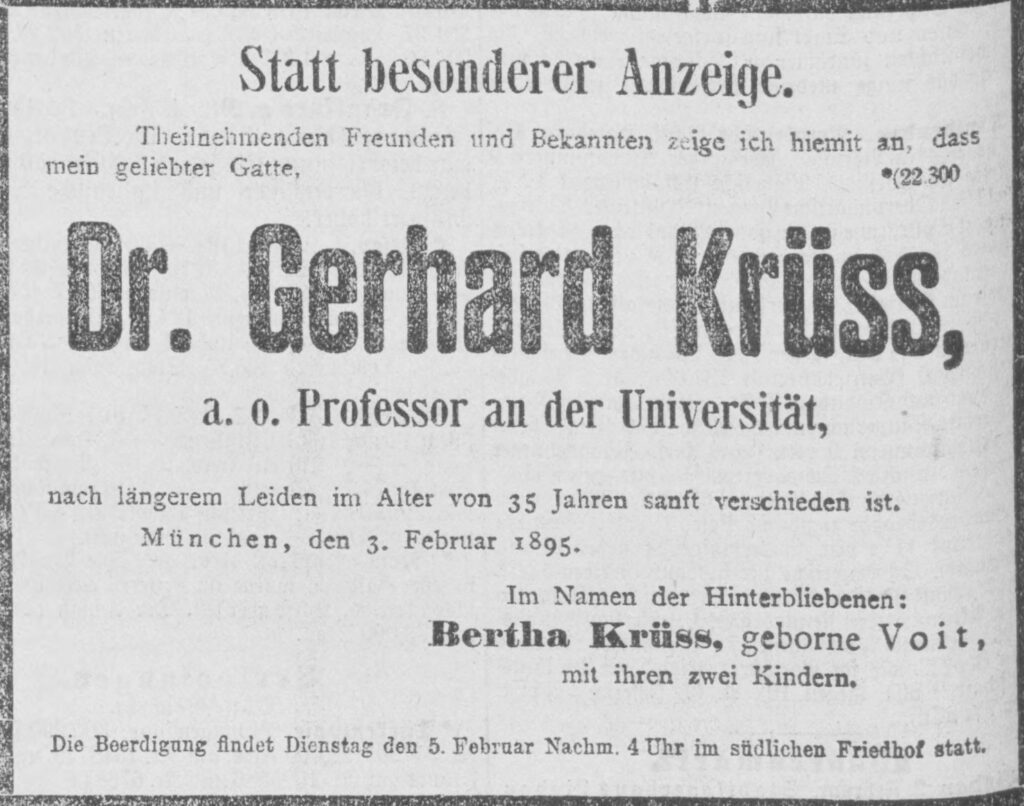 Statt besonderer Anzeige.
Theilnehmenden Freunden und Bekannten zeige ich hiemit an, dass
mein geliebter Gatte, *(22.300
Dr. Gerhard Krüss,
a. o. Professor an der Universität,
nach längerem Leiden im Alter von 35 Jahren sanft verschieden ist.
München, den 3. Februar 1895.
Im Namen der Hinterbliebenen:
Bertha Krüss, geborne Voit,
mit ihren zwei Kindern.
Die Beerdigung findet Dienstag den 5. Februar Nachm. 4 Uhr im südlichen Friedhof statt.